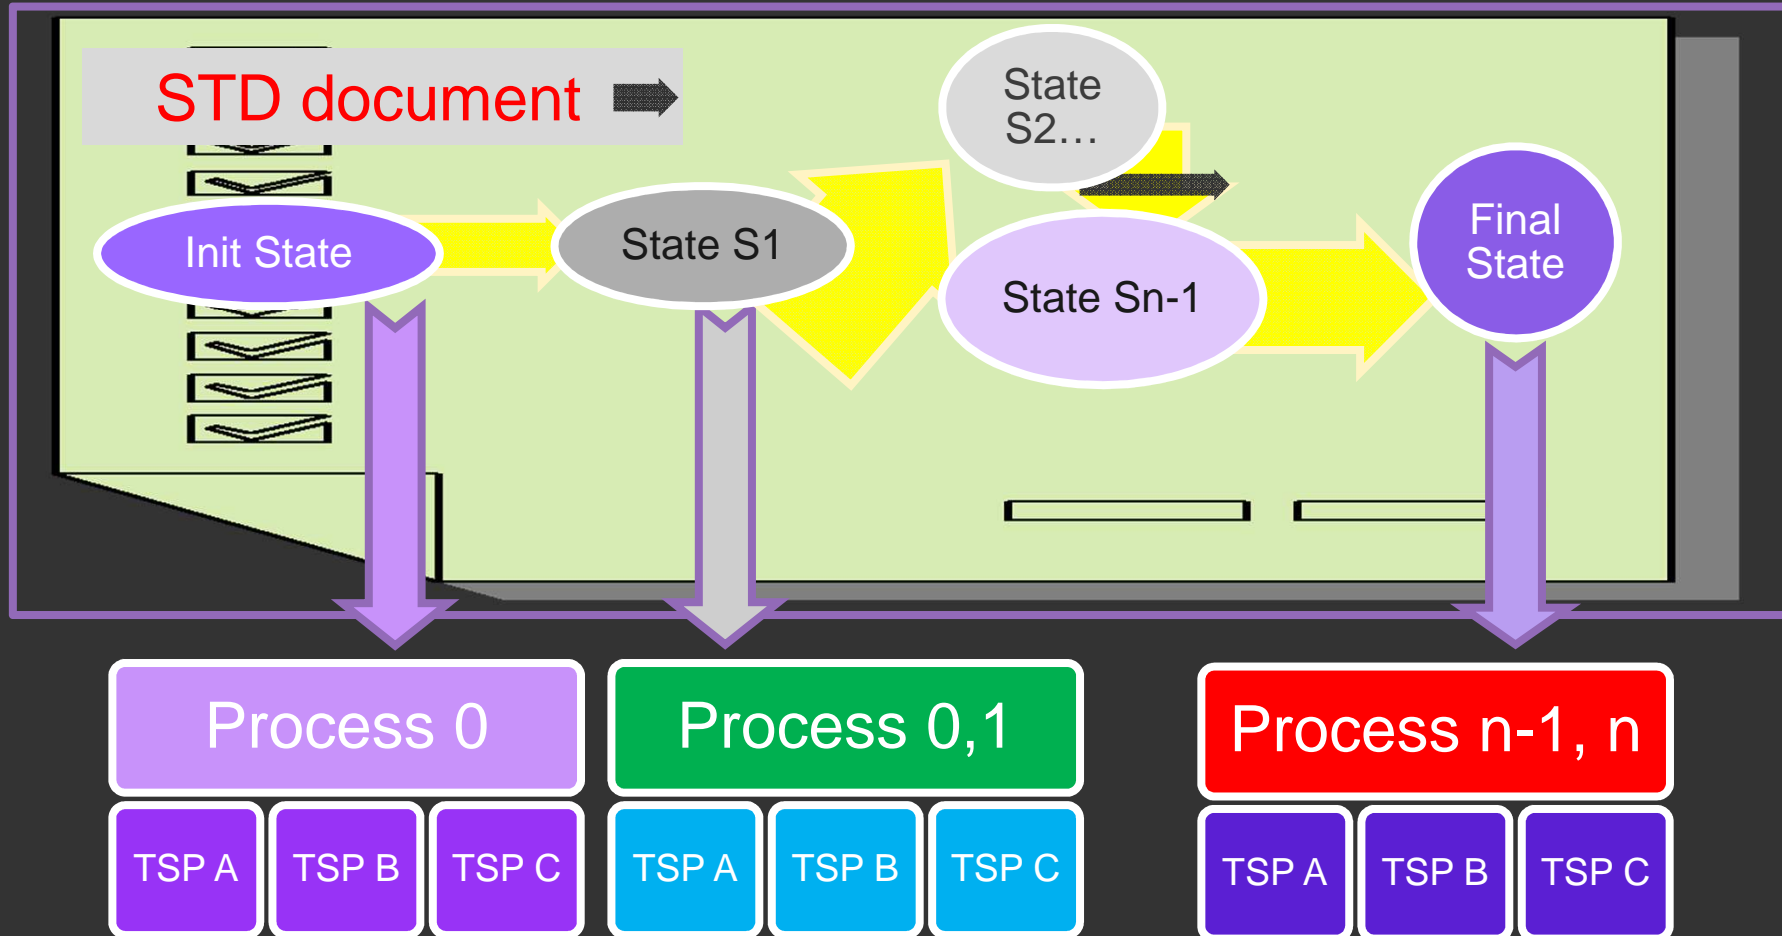 STD document
State
S2…
Init State
State S1
State Sn-1
Final
State
Process 0
Process 0,1
Process n-1, n
TSP A
TSP B
TSP C
TSP A
TSP B
TSP C
TSP A
TSP B
TSP C